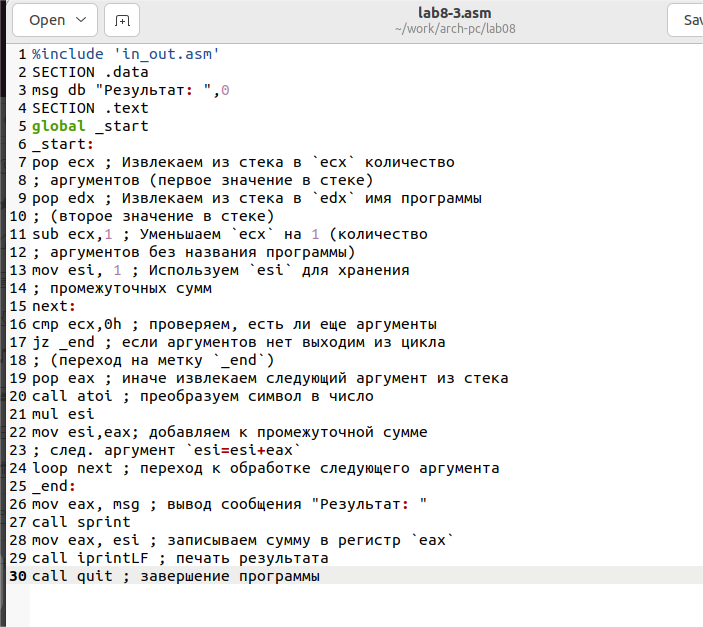 Open
lab8-3.asm
~/work/arch-pc/lab08
Sav
1 %include 'in_out.asm'
2 SECTION .data
3 msg db "Результат: ",0
4 SECTION .text
5 global _start
6 _start:
7 pop ecx ; Извлекаем из стека в `ecx` количество
8 ; аргументов (первое значение в стеке)
9 pop edx ; Извлекаем из стека в `edx` имя программы
10 ; (второе значение в стеке)
11 sub ecx,1 ; Уменьшаем `ecx` на 1 (количество
12 ; аргументов без названия программы)
13 mov esi, 1 ; Используем `esi` для хранения
14 ; промежуточных сумм
15 next:
16 cmp ecx,0h ; проверяем, есть ли еще аргументы
17 jz _end ; если аргументов нет выходим из цикла
18 ; (переход на метку `_end`)
19 pop eax ; иначе извлекаем следующий аргумент из стека
20 call atoi ; преобразуем символ в число
21 mul esi
22 mov esi,eax; добавляем к промежуточной сумме
23 ; след. аргумент `esi=esi+eax`
24 loop next ; переход к обработке следующего аргумента
25 _end:
26 mov eax, msg ; вывод сообщения "Результат: "
27 call sprint
28 mov eax, esi ; записываем сумму в регистр `eax`
29 call iprintLF ; печать результата
30 call quit ; завершение программы